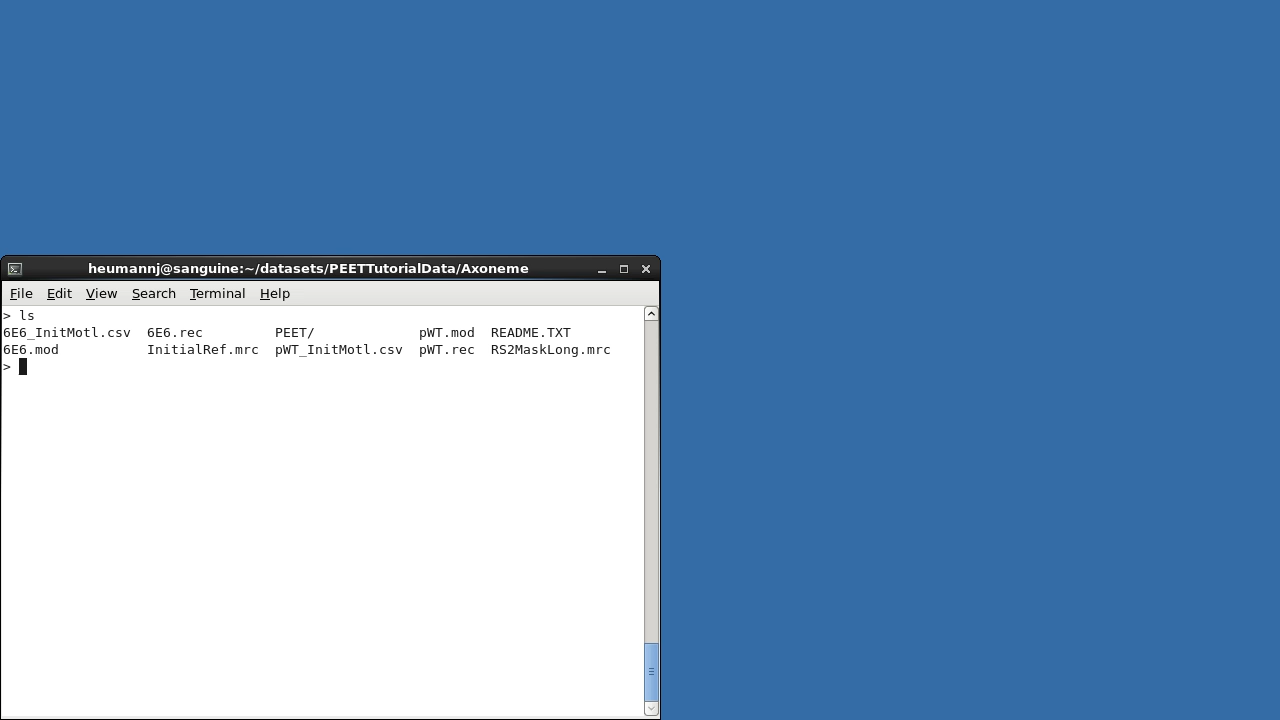 heumannj@sanguine:~/datasets/PEETTutorialData/Axoneme
File Edit View Search Terminal Help
> ls
6E6_InitMotl.csv 6E6.rec PEET/ pWT.mod README.TXT
6E6.mod InitialRef.mrc pWT_InitMotl.csv pWT.rec RS2MaskLong.mrc
>